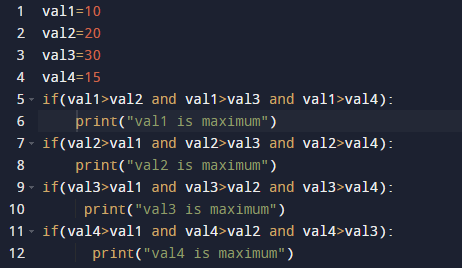 1 val1=10
2 val2=20
3 val3=30
4 val4=15
5 if(val1>val2 and val1>val3 and val1>val4):
6     print("val1 is maximum")
7 if(val2>val1 and val2>val3 and val2>val4):
8     print("val2 is maximum")
9 if(val3>val1 and val3>val2 and val3>val4):
10      print("val3 is maximum")
11 if(val4>val1 and val4>val2 and val4>val3):
12       print("val4 is maximum")